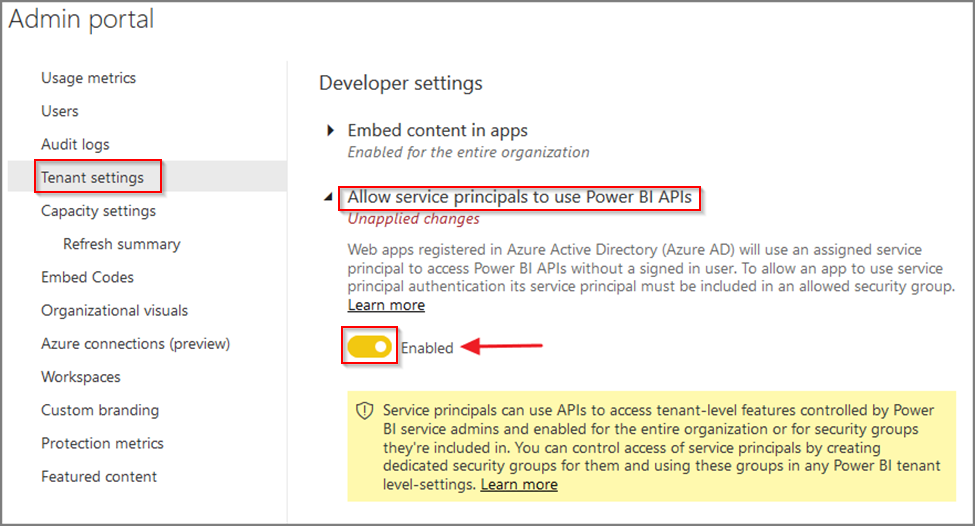 Admin portal
Usage metrics
Users
Audit logs
Tenant settings
Capacity settings
Refresh summary
Embed Codes
Organizational visuals
Azure connections (preview)
Workspaces
Custom branding
Protection metrics
Featured content
Developer settings
Embed content in apps
Enabled for the entire organization
Allow service principals to use Power BI APIs
Unapplied changes
Web apps registered in Azure Active Directory (Azure AD) will use an assigned service
principal to access Power BI APIs without a signed in user. To allow an app to use service
principal authentication its service principal must be included in an allowed security group.
Learn more
Enabled
Service principals can use APIs to access tenant-level features controlled by Power
BI service admins and enabled for the entire organization or for security groups
they're included in. You can control access of service principals by creating
dedicated security groups for them and using these groups in any Power BI tenant
level-settings. Learn more